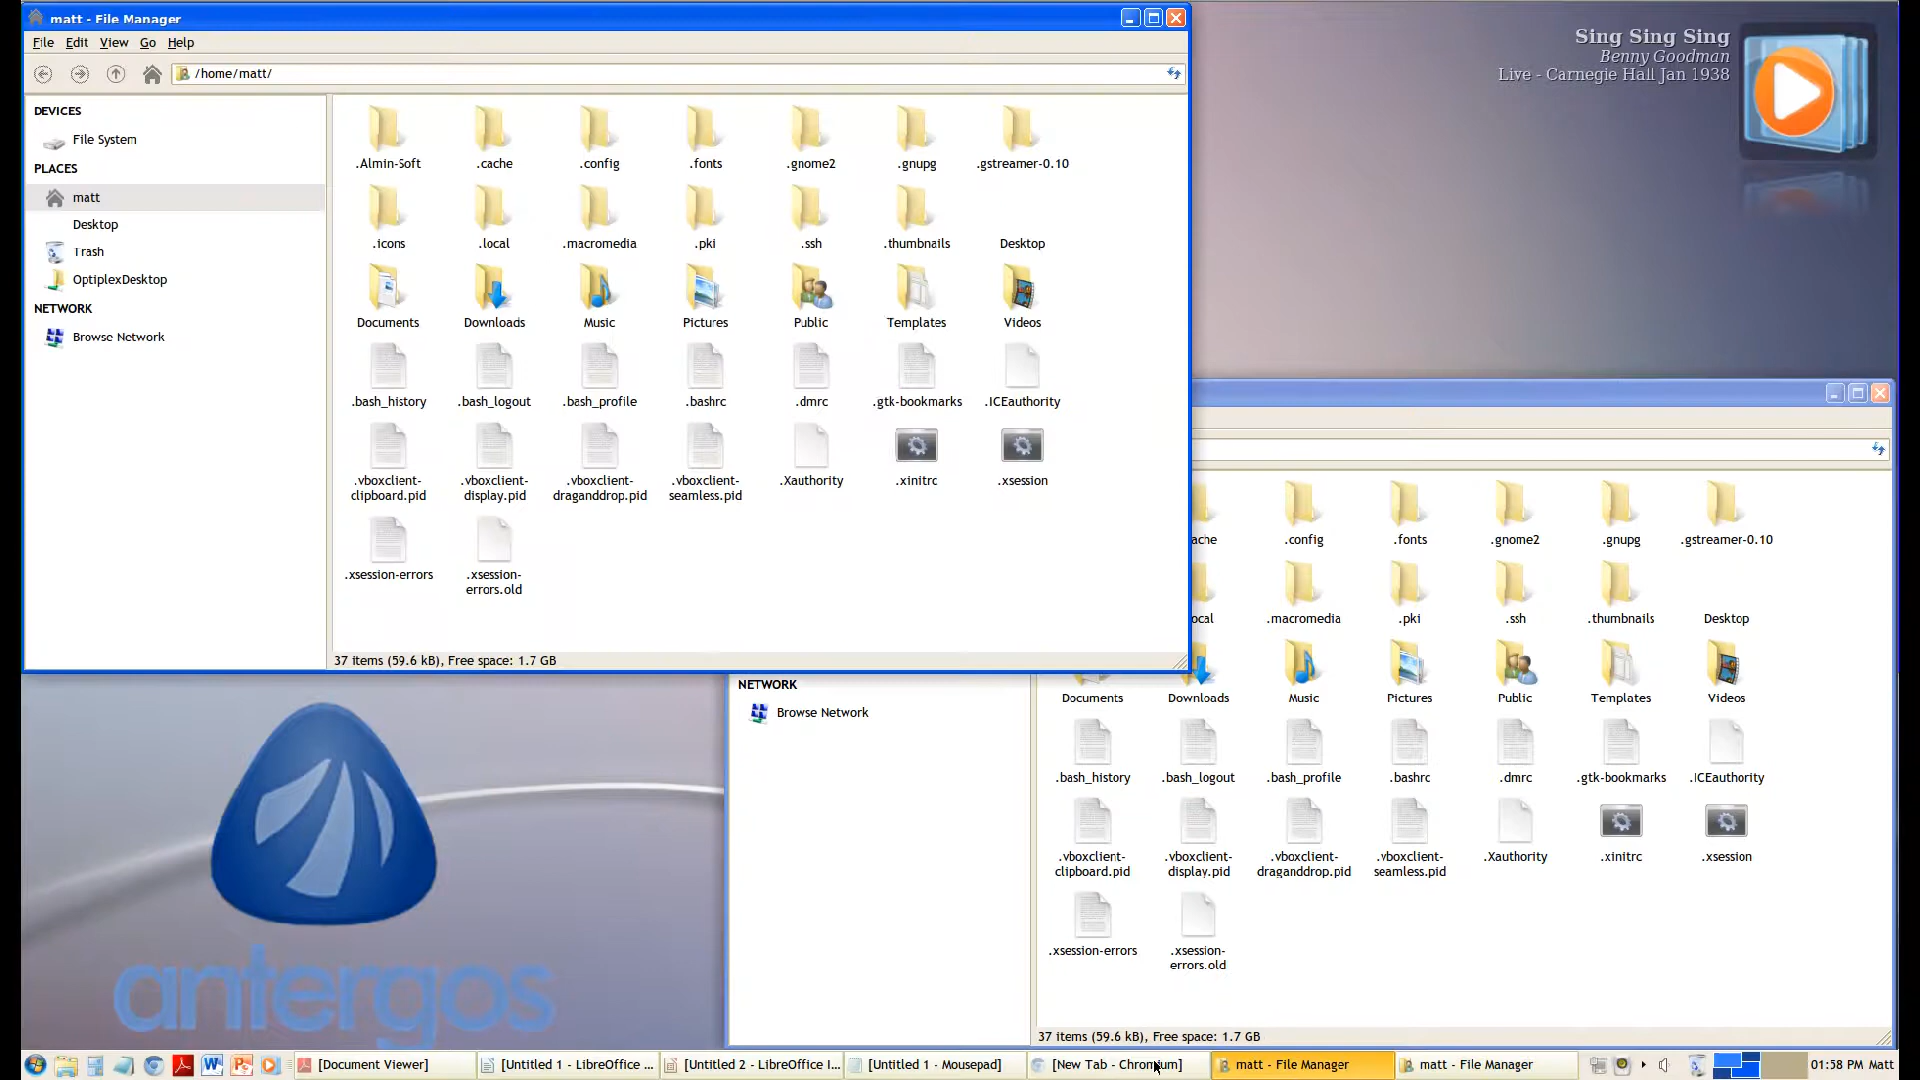 matt - File Manager
File Edit View Go Help
/home/matt/
DEVICES
File System
PLACES
matt
Desktop
Trash
OptiplexDesktop
NETWORK
Browse Network
.Almin-Soft .cache .config .fonts .gnome2 .gnupg .gstreamer-0.10
.icons .local .macromedia .pki .ssh .thumbnails Desktop
Documents Downloads Music Pictures Public Templates Videos
.bash_history .bash_logout .bash_profile .bashrc .dmrc .gtk-bookmarks .ICEauthority
.vboxclient-clipboard.pid .vboxclient-display.pid .vboxclient-draganddrop.pid .vboxclient-seamless.pid .Xauthority .xinitrc .xsession
.xsession-errors .xsession-errors.old
37 items (59.6 kB), Free space: 1.7 GB
Sing Sing Sing
Benny Goodman
Live - Carnegie Hall Jan 1938
NETWORK
Browse Network
ache .config .fonts .gnome2 .gnupg .gstreamer-0.10
ocal .macromedia .pki .ssh .thumbnails Desktop
Documents Downloads Music Pictures Public Templates Videos
.bash_history .bash_logout .bash_profile .bashrc .dmrc .gtk-bookmarks .ICEauthority
.vboxclient-clipboard.pid .vboxclient-display.pid .vboxclient-draganddrop.pid .vboxclient-seamless.pid .Xauthority .xinitrc .xsession
.xsession-errors .xsession-errors.old
37 items (59.6 kB), Free space: 1.7 GB
antergos
[Document Viewer] [Untitled 1 - LibreOffice ... [Untitled 2 - LibreOffice I... [Untitled 1 - Mousepad] [New Tab - Chromium] matt - File Manager matt - File Manager 01:58 PM Matt